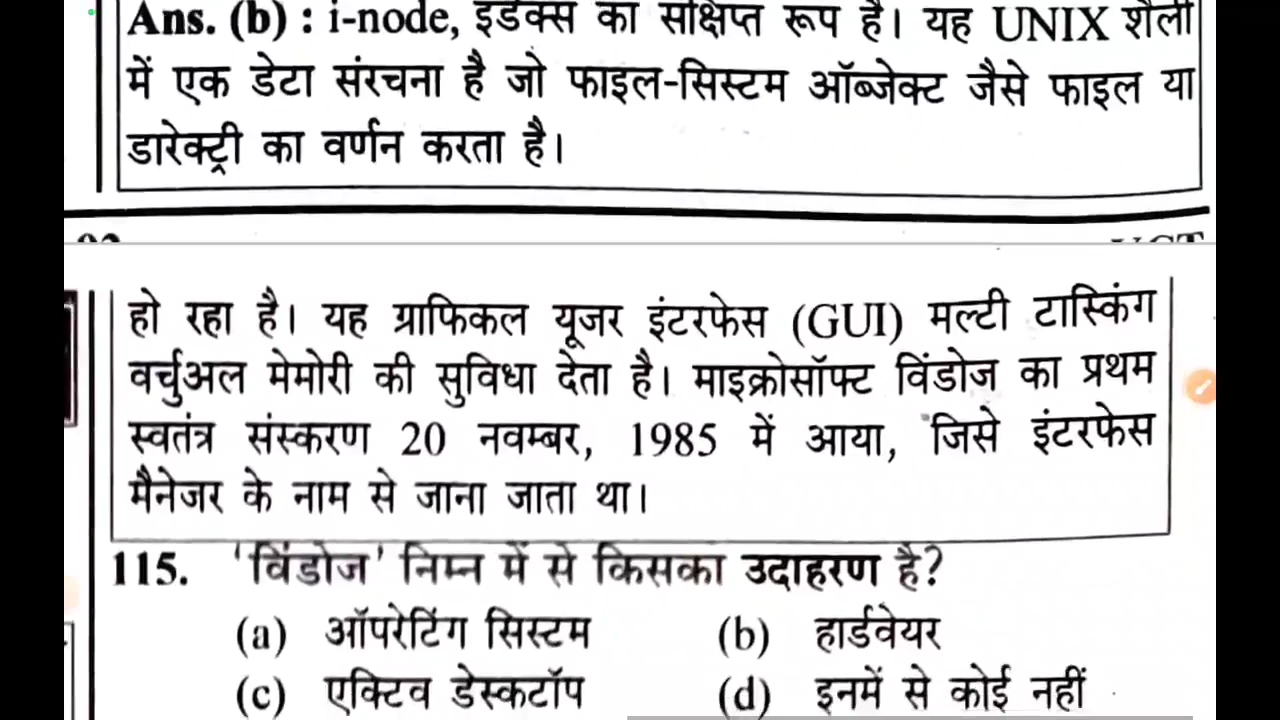 Ans. (b) : i-node, इंडेक्स का संक्षिप्त रूप है। यह UNIX शैली
में एक डेटा संरचना है जो फाइल-सिस्टम ऑब्जेक्ट जैसे फाइल या
डारेक्ट्री का वर्णन करता है।
हो रहा है। यह ग्राफिकल यूजर इंटरफेस (GUI) मल्टी टास्किंग
वर्चुअल मेमोरी की सुविधा देता है। माइक्रोसॉफ्ट विंडोज का प्रथम
स्वतंत्र संस्करण 20 नवम्बर, 1985 में आया, जिसे इंटरफेस
मैनेजर के नाम से जाना जाता था।
115. 'विंडोज' निम्न में से किसका उदाहरण है?
(a) ऑपरेटिंग सिस्टम (b) हार्डवेयर
(c) एक्टिव डेस्कटॉप (d) इनमें से कोई नहीं